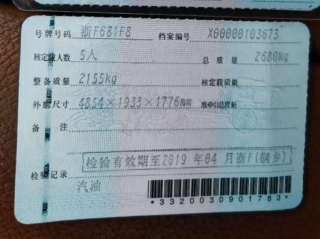 号牌号码 浙F681F8 档案编号 X00000103673
核定载人数 5人 总质量 2680kg
整备质量 2155kg 核定载质量
外廓尺寸 4854×1933×1776mm 准牵引总质量
备注
检验有效期至2019年04月浙F(桐乡)
检验记录
汽油
*3320030901763*